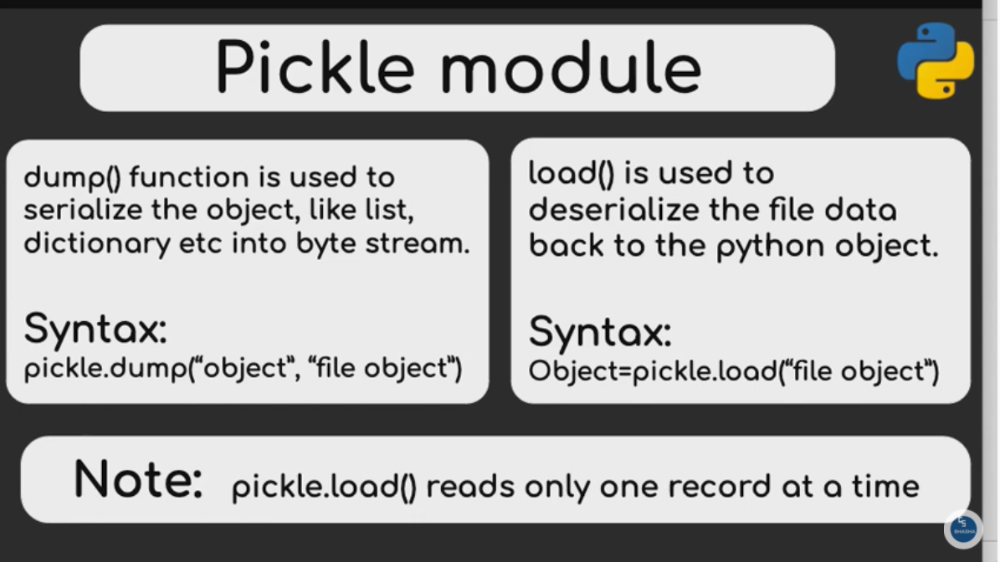 Pickle module
dump() function is used to
serialize the object, like list,
dictionary etc into byte stream.
Syntax:
pickle.dump(“object”, “file object”)
load() is used to
deserialize the file data
back to the python object.
Syntax:
Object=pickle.load(“file object”)
Note: pickle.load() reads only one record at a time
CS
BHASHA